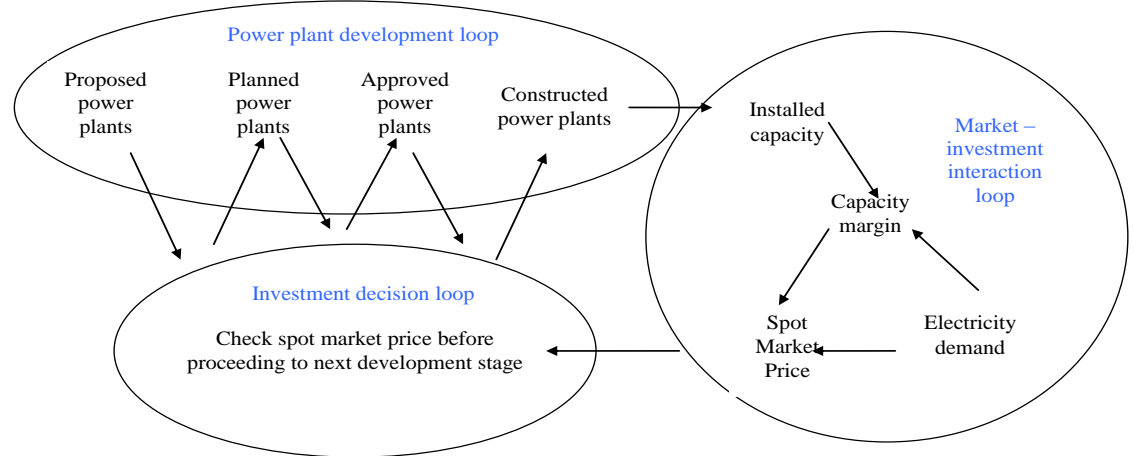 Power plant development loop
Proposed
power
plants
Planned
power
plants
Approved
power
plants
Constructed
power plants
Installed
capacity
Market –
investment
interaction
loop
Capacity
margin
Spot
Market
Price
Electricity
demand
Investment decision loop
Check spot market price before
proceeding to next development stage